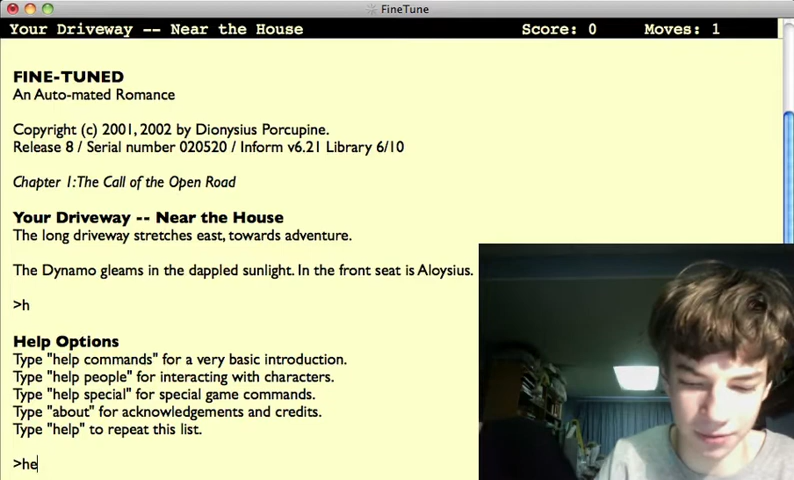 FineTune
Your Driveway -- Near the House Score: 0 Moves: 1
FINE-TUNED
An Auto-mated Romance
Copyright (c) 2001, 2002 by Dionysius Porcupine.
Release 8 / Serial number 020520 / Inform v6.21 Library 6/10
Chapter 1:The Call of the Open Road
Your Driveway -- Near the House
The long driveway stretches east, towards adventure.
The Dynamo gleams in the dappled sunlight. In the front seat is Aloysius.
>h
Help Options
Type "help commands" for a very basic introduction.
Type "help people" for interacting with characters.
Type "help special" for special game commands.
Type "about" for acknowledgements and credits.
Type "help" to repeat this list.
>he